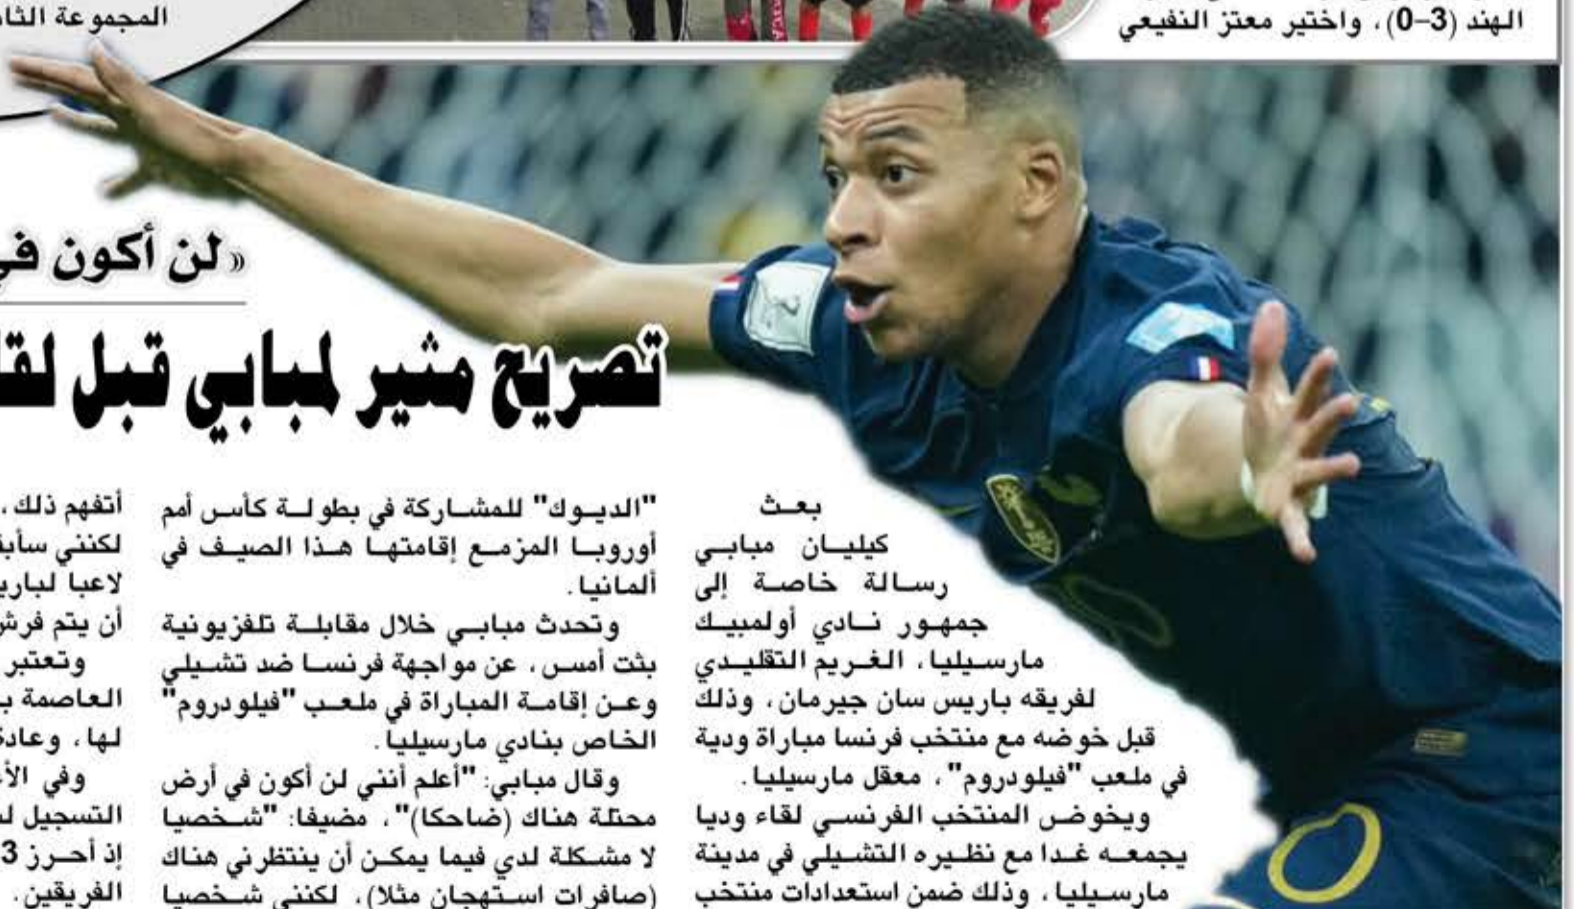 المجموعة
الهند (3–0)، واختير معتز النفيعي
«لن أكون في
تصريح مثير لمبابي قبل
بعث
كيليان مبابي
رسالة خاصة إلى
جمهور نادي أولمبيك
مارسيليا، الغريم التقليدي
لفريقه باريس سان جيرمان، وذلك
قبل خوضه مع منتخب فرنسا مباراة ودية
في ملعب "فيلودروم"، معقل مارسيليا.
ويخوض المنتخب الفرنسي لقاء وديا
يجمعه غدا مع نظيره التشيلي في مدينة
مارسيليا، وذلك ضمن استعدادات منتخب
"الديوك" للمشاركة في بطولة كأس أمم
أوروبا المزمع إقامتها هذا الصيف في
ألمانيا.
وتحدث مبابي خلال مقابلة تلفزيونية
بثت أمس، عن مواجهة فرنسا ضد تشيلي
وعن إقامة المباراة في ملعب "فيلودروم"
الخاص بنادي مارسيليا.
وقال مبابي: "أعلم أنني لن أكون في أرض
محتلة هناك (ضاحكا)"، مضيفا: "شخصيا
لا مشكلة لدي فيما يمكن أن ينتظرني هناك
(صافرات استهجان مثلا)، لكنني شخصيا
أتفهم ذلك،
لكنني
لاعبا
أن يتم
وتعتبر
العاصمة
لها،
وفي
التسجيل
إذ أحرز 3
الفريقين.